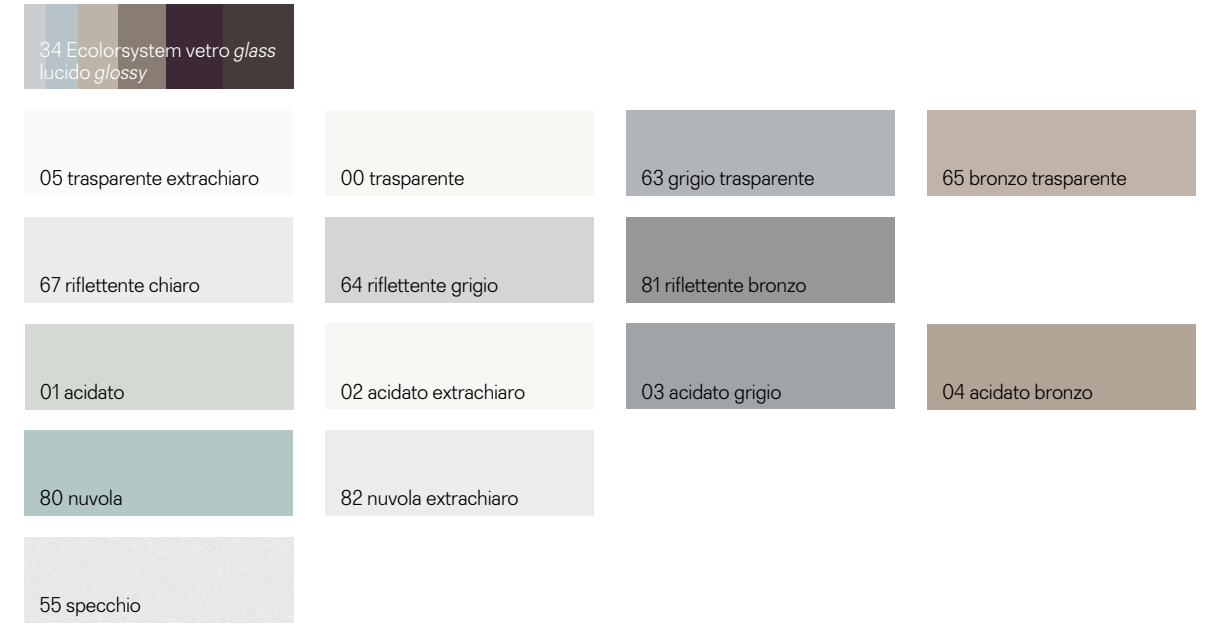 34 Ecolorsystem vetro glass
lucido glossy
05 trasparente extrachiaro
00 trasparente
63 grigio trasparente
65 bronzo trasparente
67 riflettente chiaro
64 riflettente grigio
81 riflettente bronzo
01 acidato
02 acidato extrachiaro
03 acidato grigio
04 acidato bronzo
80 nuvola
82 nuvola extrachiaro
55 specchio